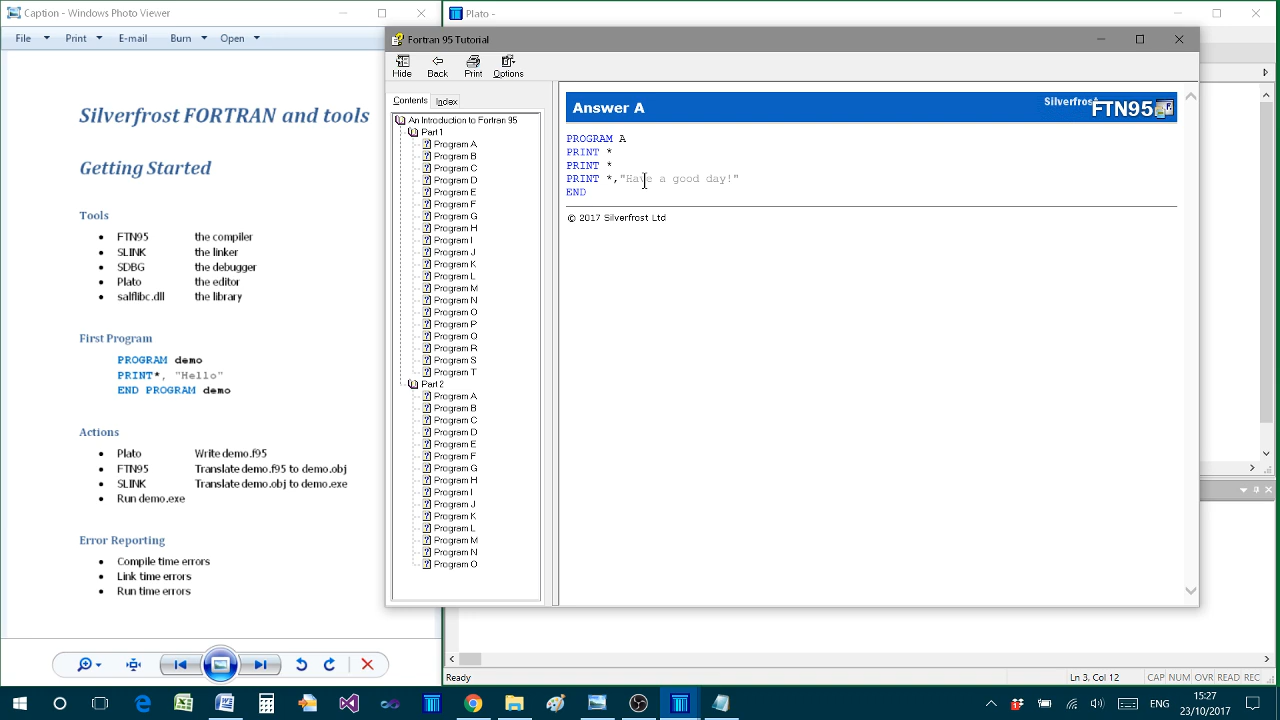 Caption - Windows Photo Viewer
File Print E-mail Burn Open
Silverfrost FORTRAN and tools
Getting Started
Tools
• FTN95 the compiler
• SLINK the linker
• SDBG the debugger
• Plato the editor
• salflibc.dll the library
First Program
PROGRAM demo
PRINT*, "Hello"
END PROGRAM demo
Actions
• Plato Write demo.f95
• FTN95 Translate demo.f95 to demo.obj
• SLINK Translate demo.obj to demo.exe
• Run demo.exe
Error Reporting
• Compile time errors
• Link time errors
• Run time errors
Plato -
Fortran 95 Tutorial
Hide Back Print Options
Contents Index
An Introduction to Fortran 95
Part 1
Program A
Program B
Program C
Program D
Program E
Program F
Program G
Program H
Program I
Program J
Program K
Program L
Program M
Program N
Program O
Program P
Program Q
Program R
Program S
Program T
Part 2
Program A
Program B
Program C
Program D
Program E
Program F
Program G
Program H
Program I
Program J
Program K
Program L
Program M
Program N
Program O
Answer A
Silverfrost
FTN95
PROGRAM A
PRINT *
PRINT *
PRINT *,"Have a good day!"
END
© 2017 Silverfrost Ltd
Ready Ln 3, Col 12 CAP NUM OVR READ REC
15:27
ENG
23/10/2017